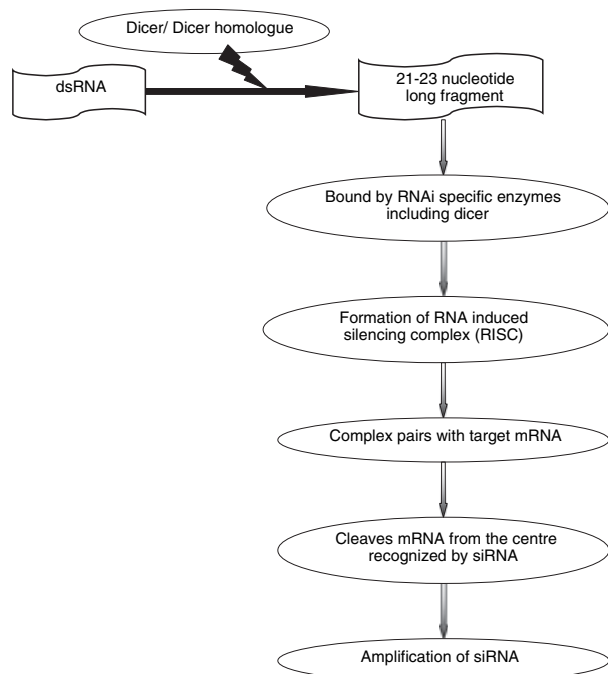 Dicer/ Dicer homologue
dsRNA
21-23 nucleotide
long fragment
Bound by RNAi specific enzymes
including dicer
Formation of RNA induced
silencing complex (RISC)
Complex pairs with target mRNA
Cleaves mRNA from the centre
recognized by siRNA
Amplification of siRNA